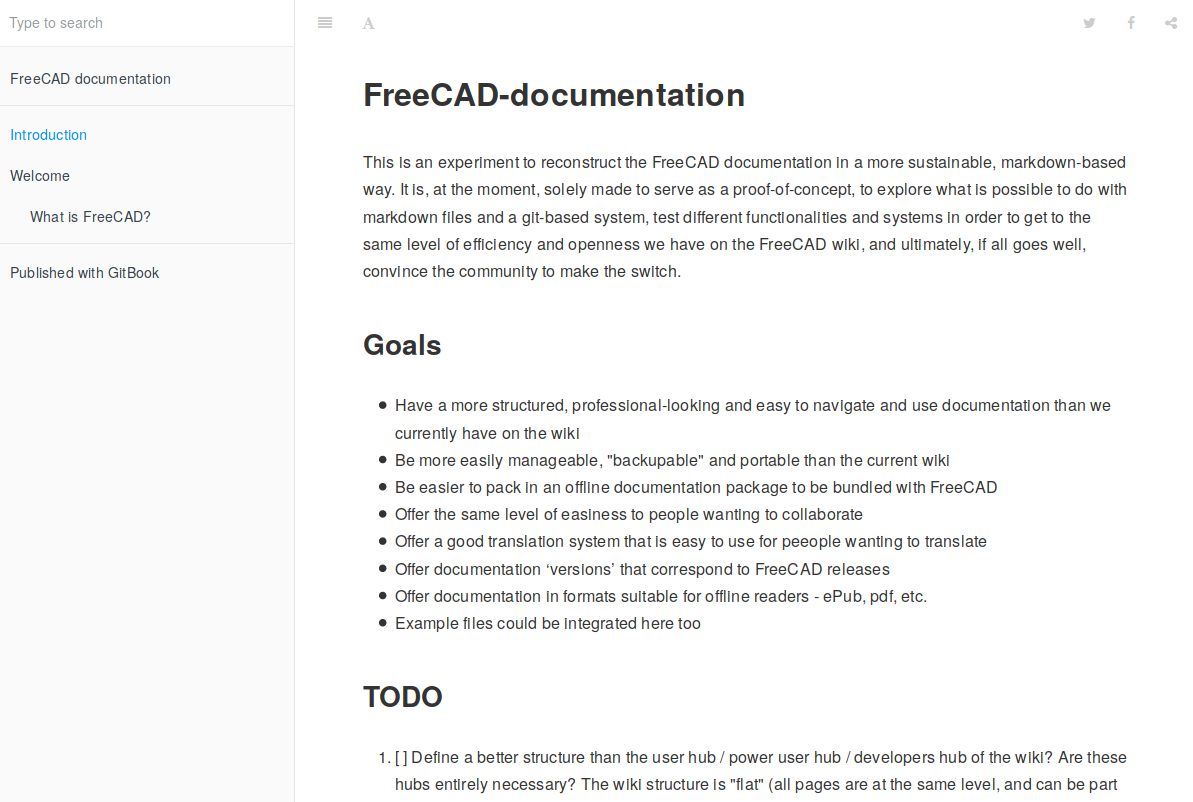 Type to search
FreeCAD documentation
Introduction
Welcome
What is FreeCAD?
Published with GitBook
A
FreeCAD-documentation
This is an experiment to reconstruct the FreeCAD documentation in a more sustainable, markdown-based
way. It is, at the moment, solely made to serve as a proof-of-concept, to explore what is possible to do with
markdown files and a git-based system, test different functionalities and systems in order to get to the
same level of efficiency and openness we have on the FreeCAD wiki, and ultimately, if all goes well,
convince the community to make the switch.
Goals
Have a more structured, professional-looking and easy to navigate and use documentation than we
currently have on the wiki
Be more easily manageable, "backupable" and portable than the current wiki
Be easier to pack in an offline documentation package to be bundled with FreeCAD
Offer the same level of easiness to people wanting to collaborate
Offer a good translation system that is easy to use for peeople wanting to translate
Offer documentation ‘versions’ that correspond to FreeCAD releases
Offer documentation in formats suitable for offline readers - ePub, pdf, etc.
Example files could be integrated here too
TODO
1. [ ] Define a better structure than the user hub / power user hub / developers hub of the wiki? Are these
hubs entirely necessary? The wiki structure is "flat" (all pages are at the same level, and can be part